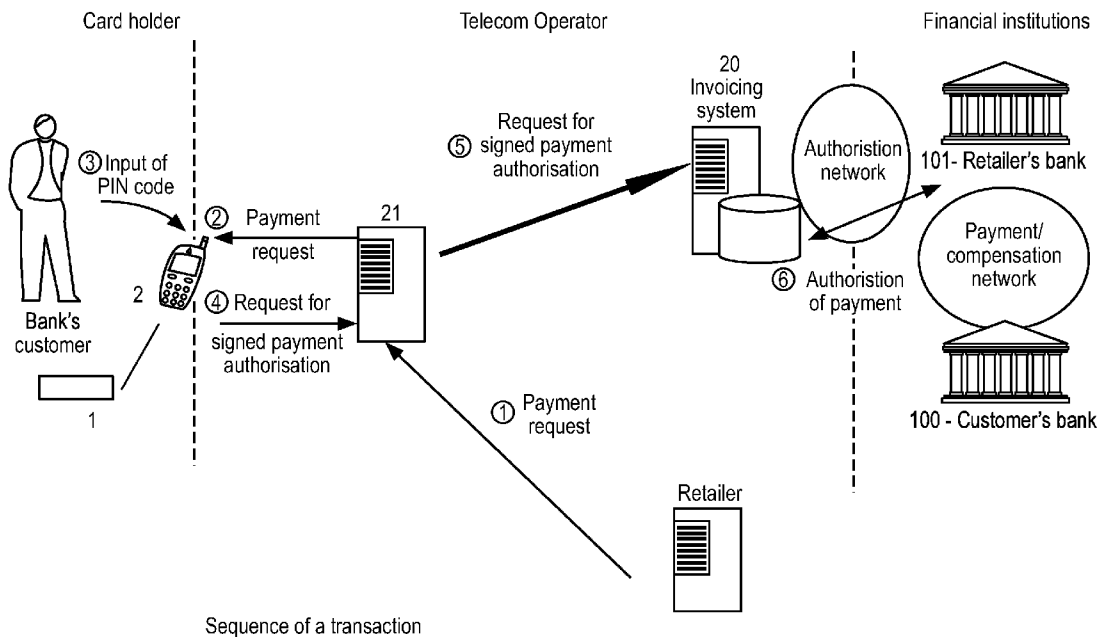 Card holder
Telecom Operator
Financial institutions
20
Invoicing
system
Authoristion
network
101- Retailer's bank
③ Input of
PIN code
⑤ Request for
signed payment
authorisation
② Payment
request
21
2
④ Request for
signed payment
authorisation
⑥ Authoristion
of payment
Payment/
compensation
network
Bank's
customer
1
① Payment
request
100 - Customer's bank
Retailer
Sequence of a transaction